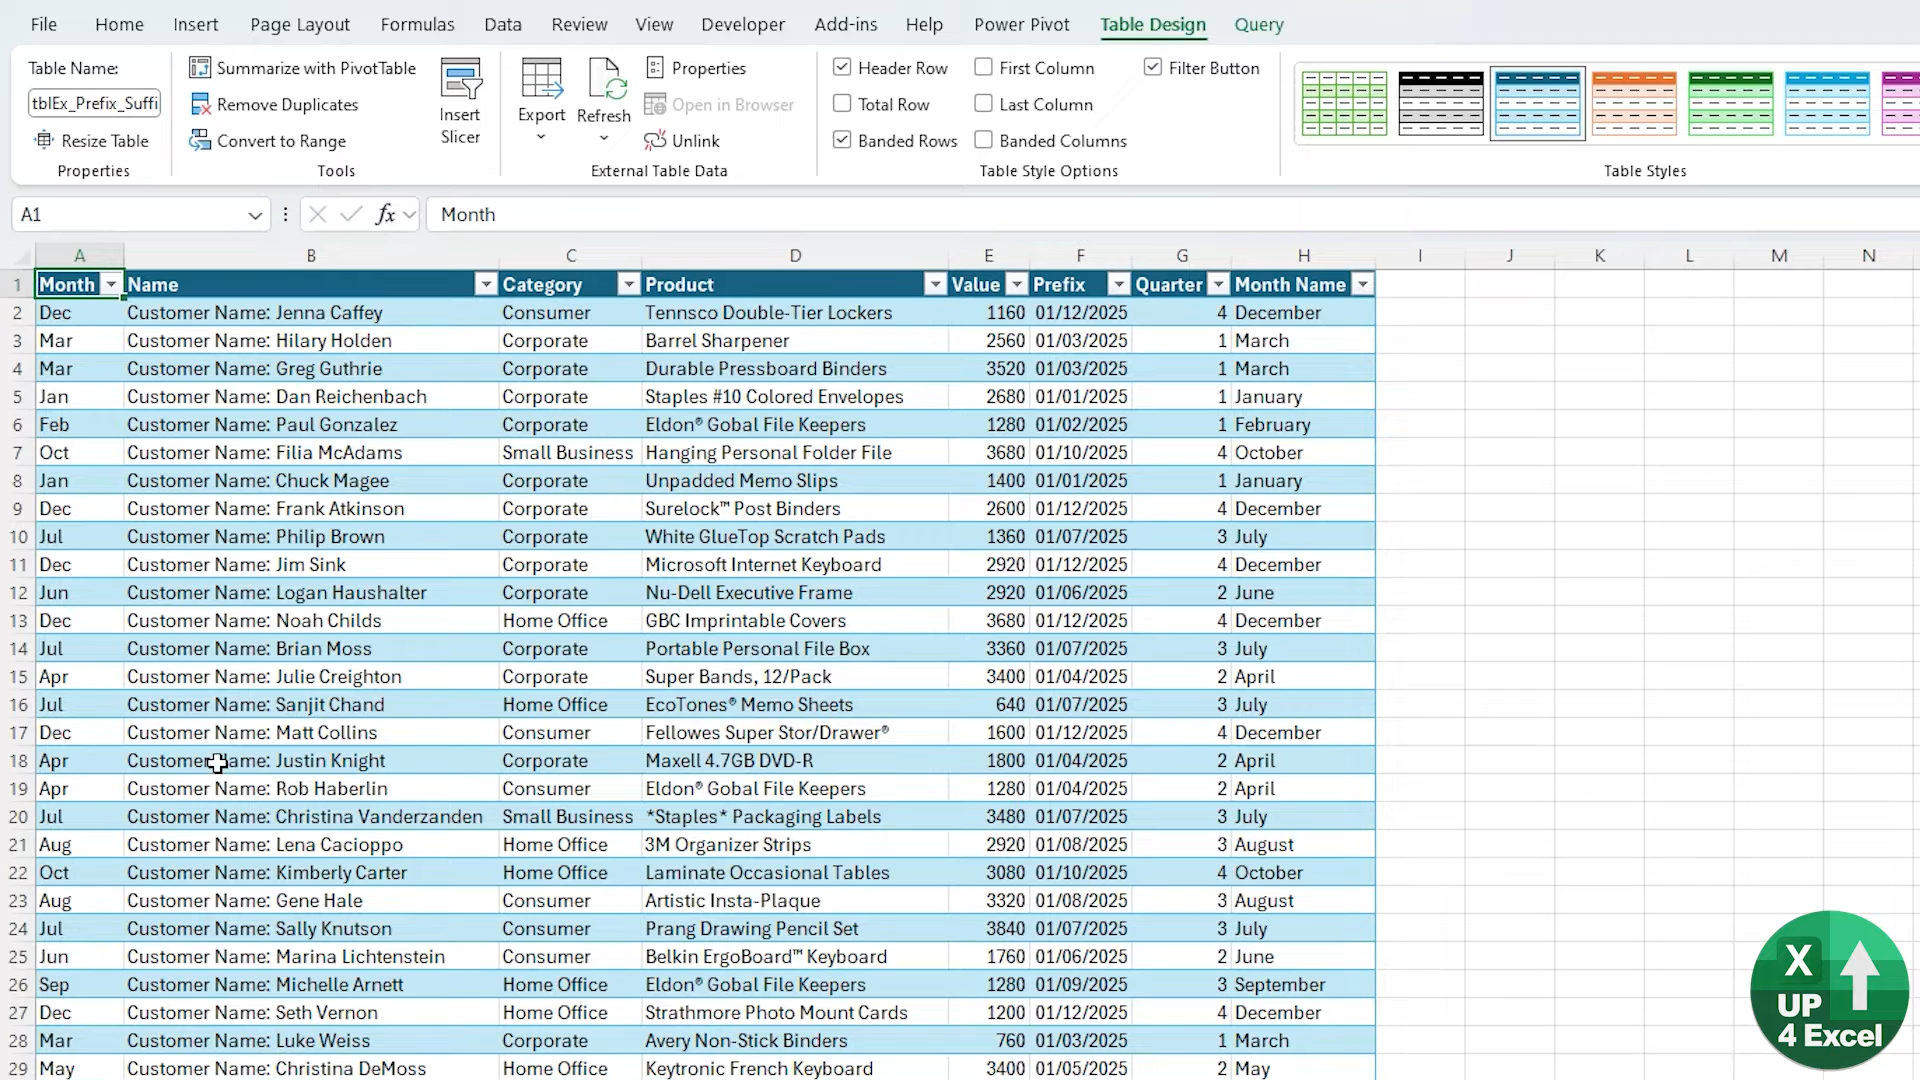 File Home Insert Page Layout Formulas Data Review View Developer Add-ins Help Power Pivot Table Design Query
Table Name:
tblEx_Prefix_Suffi
Resize Table
Properties
Summarize with PivotTable
Remove Duplicates
Convert to Range
Tools
Insert
Slicer
Export
Refresh
Properties
Open in Browser
Unlink
External Table Data
Header Row First Column Filter Button
Total Row Last Column
Banded Rows Banded Columns
Table Style Options
Table Styles
A1 fx Month
A B C D E F G H I J K L M N
1 Month Name Category Product Value Prefix Quarter Month Name
2 Dec Customer Name: Jenna Caffey Consumer Tennsco Double-Tier Lockers 1160 01/12/2025 4 December
3 Mar Customer Name: Hilary Holden Corporate Barrel Sharpener 2560 01/03/2025 1 March
4 Mar Customer Name: Greg Guthrie Corporate Durable Pressboard Binders 3520 01/03/2025 1 March
5 Jan Customer Name: Dan Reichenbach Corporate Staples #10 Colored Envelopes 2680 01/01/2025 1 January
6 Feb Customer Name: Paul Gonzalez Corporate Eldon® Gobal File Keepers 1280 01/02/2025 1 February
7 Oct Customer Name: Filia McAdams Small Business Hanging Personal Folder File 3680 01/10/2025 4 October
8 Jan Customer Name: Chuck Magee Corporate Unpadded Memo Slips 1400 01/01/2025 1 January
9 Dec Customer Name: Frank Atkinson Corporate Surelock™ Post Binders 2600 01/12/2025 4 December
10 Jul Customer Name: Philip Brown Corporate White GlueTop Scratch Pads 1360 01/07/2025 3 July
11 Dec Customer Name: Jim Sink Corporate Microsoft Internet Keyboard 2920 01/12/2025 4 December
12 Jun Customer Name: Logan Haushalter Corporate Nu-Dell Executive Frame 2920 01/06/2025 2 June
13 Dec Customer Name: Noah Childs Home Office GBC Imprintable Covers 3680 01/12/2025 4 December
14 Jul Customer Name: Brian Moss Corporate Portable Personal File Box 3360 01/07/2025 3 July
15 Apr Customer Name: Julie Creighton Corporate Super Bands, 12/Pack 3400 01/04/2025 2 April
16 Jul Customer Name: Sanjit Chand Home Office EcoTones® Memo Sheets 640 01/07/2025 3 July
17 Dec Customer Name: Matt Collins Consumer Fellowes Super Stor/Drawer® 1600 01/12/2025 4 December
18 Apr Customer Name: Justin Knight Corporate Maxell 4.7GB DVD-R 1800 01/04/2025 2 April
19 Apr Customer Name: Rob Haberlin Consumer Eldon® Gobal File Keepers 1280 01/04/2025 2 April
20 Jul Customer Name: Christina Vanderzanden Small Business *Staples* Packaging Labels 3480 01/07/2025 3 July
21 Aug Customer Name: Lena Cacioppo Home Office 3M Organizer Strips 2920 01/08/2025 3 August
22 Oct Customer Name: Kimberly Carter Home Office Laminate Occasional Tables 3080 01/10/2025 4 October
23 Aug Customer Name: Gene Hale Consumer Artistic Insta-Plaque 3320 01/08/2025 3 August
24 Jul Customer Name: Sally Knutson Consumer Prang Drawing Pencil Set 3840 01/07/2025 3 July
25 Jun Customer Name: Marina Lichtenstein Consumer Belkin ErgoBoard™ Keyboard 1760 01/06/2025 2 June
26 Sep Customer Name: Michelle Arnett Home Office Eldon® Gobal File Keepers 1280 01/09/2025 3 September
27 Dec Customer Name: Seth Vernon Home Office Strathmore Photo Mount Cards 1200 01/12/2025 4 December
28 Mar Customer Name: Luke Weiss Corporate Avery Non-Stick Binders 760 01/03/2025 1 March
29 May Customer Name: Christina DeMoss Home Office Keytronic French Keyboard 3400 01/05/2025 2 May
X
UP
4 Excel